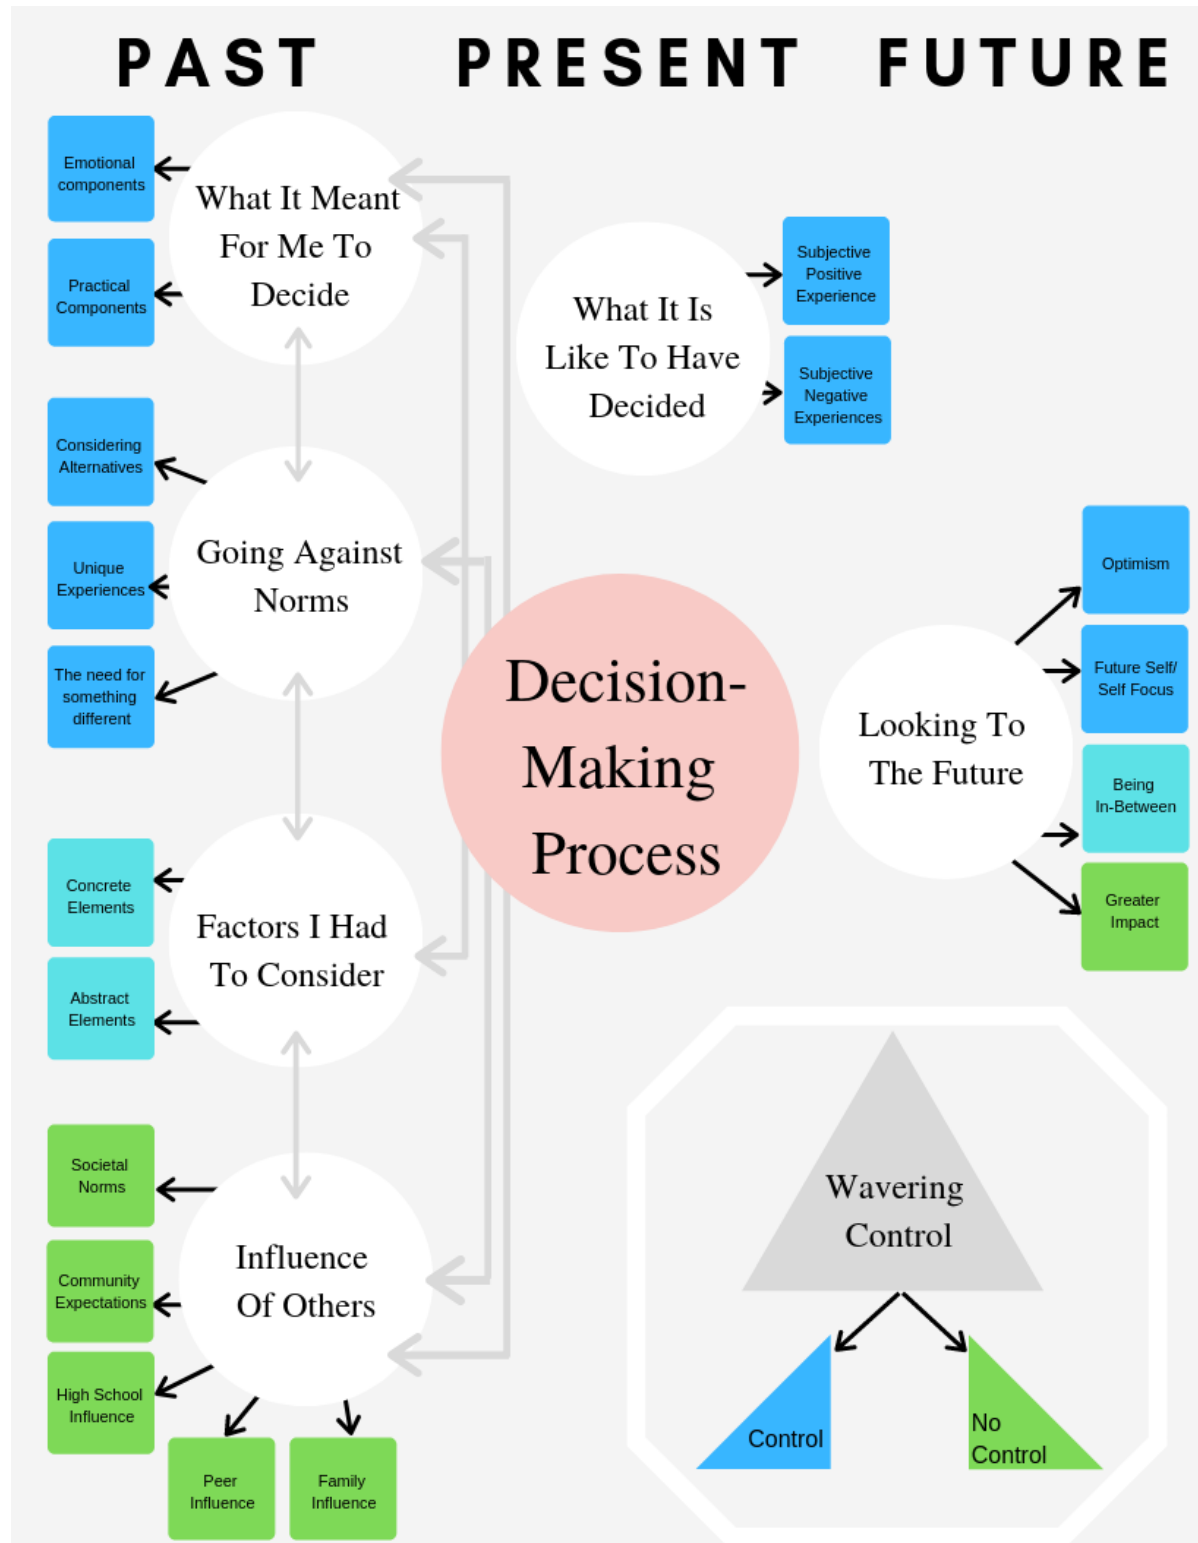 PAST PRESENT FUTURE
Emotional
components
Practical
Components
What It Meant
For Me To
Decide
Considering
Alternatives
Unique
Experiences
The need for
something
different
Going Against
Norms
Concrete
Elements
Abstract
Elements
Factors I Had
To Consider
Societal
Norms
Community
Expectations
High School
Influence
Peer
Influence
Family
Influence
Influence
Of Others
What It Is
Like To Have
Decided
Subjective
Positive
Experience
Subjective
Negative
Experiences
Decision-
Making
Process
Looking To
The Future
Optimism
Future Self/
Self Focus
Being
In-Between
Greater
Impact
Wavering
Control
Control
No
Control